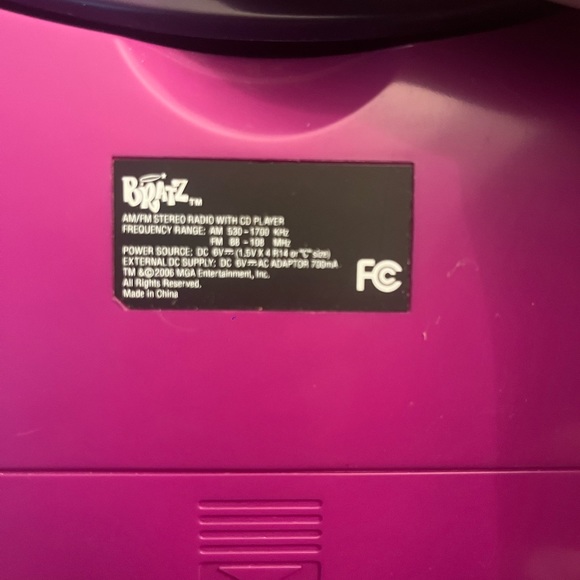 BRATZ™
AM/FM STEREO RADIO WITH CD PLAYER
FREQUENCY RANGE: AM 530-1700 KHz
FM 88-108 MHz
POWER SOURCE: DC 6V⎓(1.5V X 4 R14 or "C" size)
EXTERNAL DC SUPPLY: DC 6V⎓AC ADAPTOR 700mA
TM &©2006 MGA Entertainment, Inc.
All Rights Reserved.
Made in China
FC